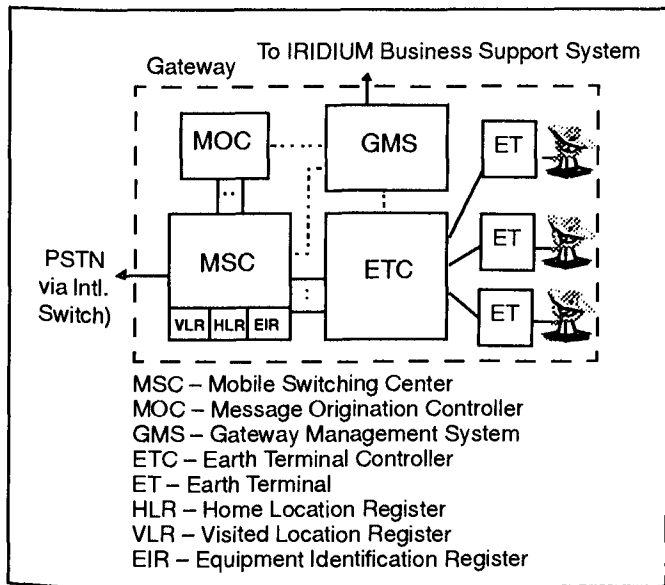 To IRIDIUM Business Support System
Gateway
MOC
GMS
ET
PSTN
via Intl.
Switch)
MSC
ETC
ET
VLR HLR EIR
ET
MSC – Mobile Switching Center
MOC – Message Origination Controller
GMS – Gateway Management System
ETC – Earth Terminal Controller
ET – Earth Terminal
HLR – Home Location Register
VLR – Visited Location Register
EIR – Equipment Identification Register